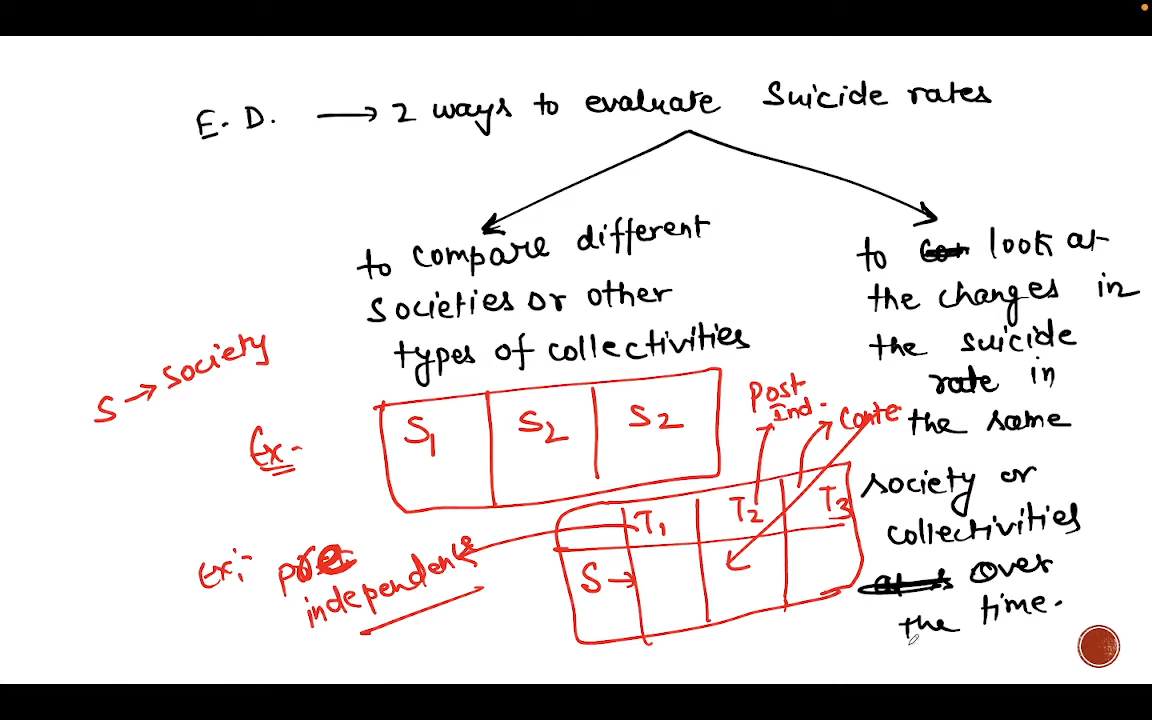 E. D. → 2 ways to evaluate Suicide rates
to compare different
societies or other
types of collectivities
to look at
the changes in
the suicide
rate in
the same
society or
collectivities
over
the time.
S → society
Ex-
S1 S2 S2
Post
Ind.
Conte
T1 T2 T3
S →
Ex:- pre
independence